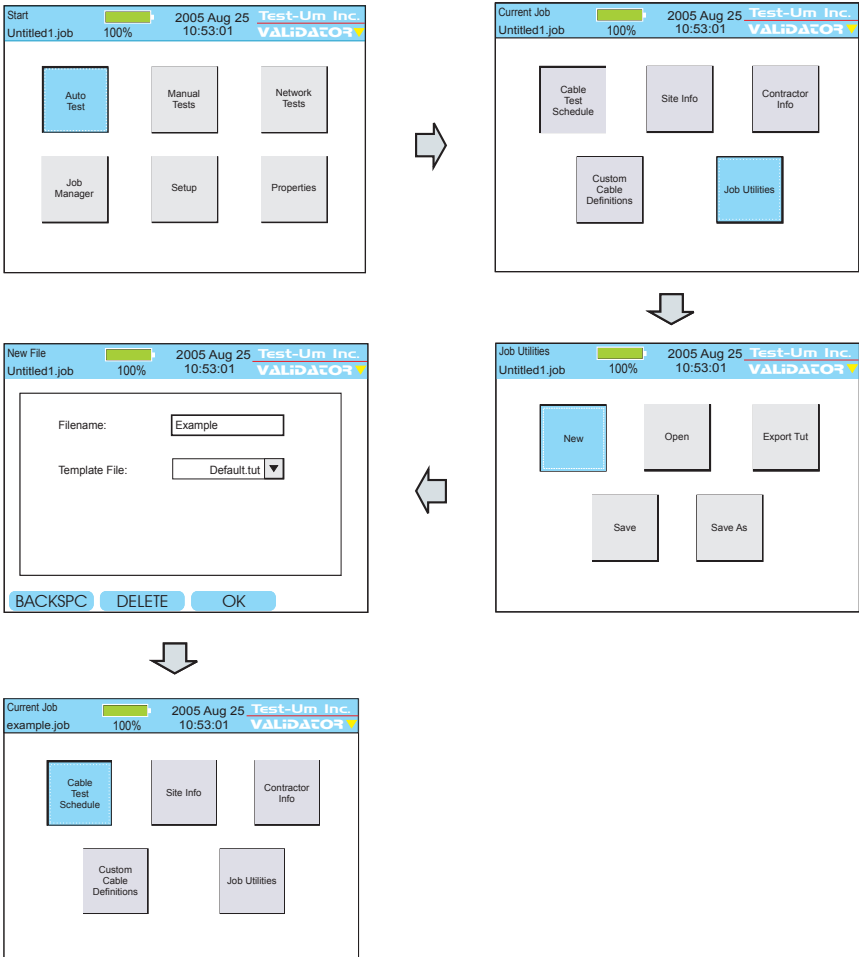 Start
Untitled1.job
100%
2005 Aug 25
10:53:01
Test-Um Inc.
VALIDATOR
Auto
Test
Manual
Tests
Network
Tests
Job
Manager
Setup
Properties
Current Job
Untitled1.job
100%
2005 Aug 25
10:53:01
Test-Um Inc.
VALIDATOR
Cable
Test
Schedule
Site Info
Contractor
Info
Custom
Cable
Definitions
Job Utilities
Job Utilities
Untitled1.job
100%
2005 Aug 25
10:53:01
Test-Um Inc.
VALIDATOR
New
Open
Export Tut
Save
Save As
New File
Untitled1.job
100%
2005 Aug 25
10:53:01
Test-Um Inc.
VALIDATOR
Filename:
Example
Template File:
Default.tut
BACKSPC
DELETE
OK
Current Job
example.job
100%
2005 Aug 25
10:53:01
Test-Um Inc.
VALIDATOR
Cable
Test
Schedule
Site Info
Contractor
Info
Custom
Cable
Definitions
Job Utilities